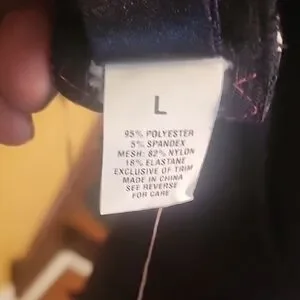 L
95% POLYESTER
5% SPANDEX
MESH: 82% NYLON
18% ELASTANE
EXCLUSIVE OF TRIM
MADE IN CHINA
SEE REVERSE
FOR CARE